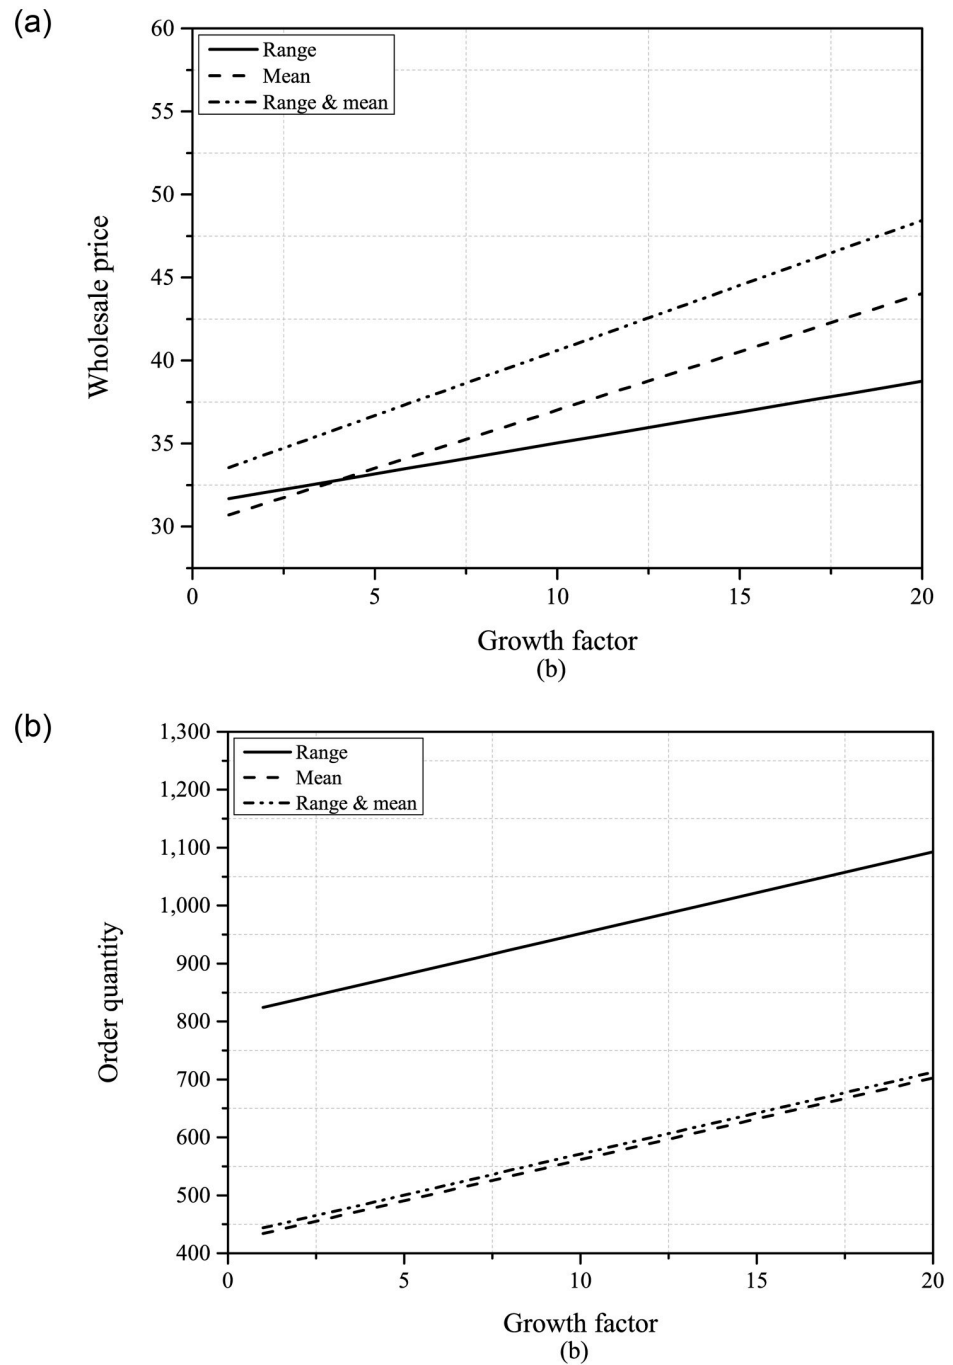 (a)
60
55
50
45
40
35
30
Wholesale price
Range
Mean
Range & mean
0 5 10 15 20
Growth factor
(b)
(b)
1,300
1,200
1,100
1,000
900
800
700
600
500
400
Order quantity
Range
Mean
Range & mean
0 5 10 15 20
Growth factor
(b)